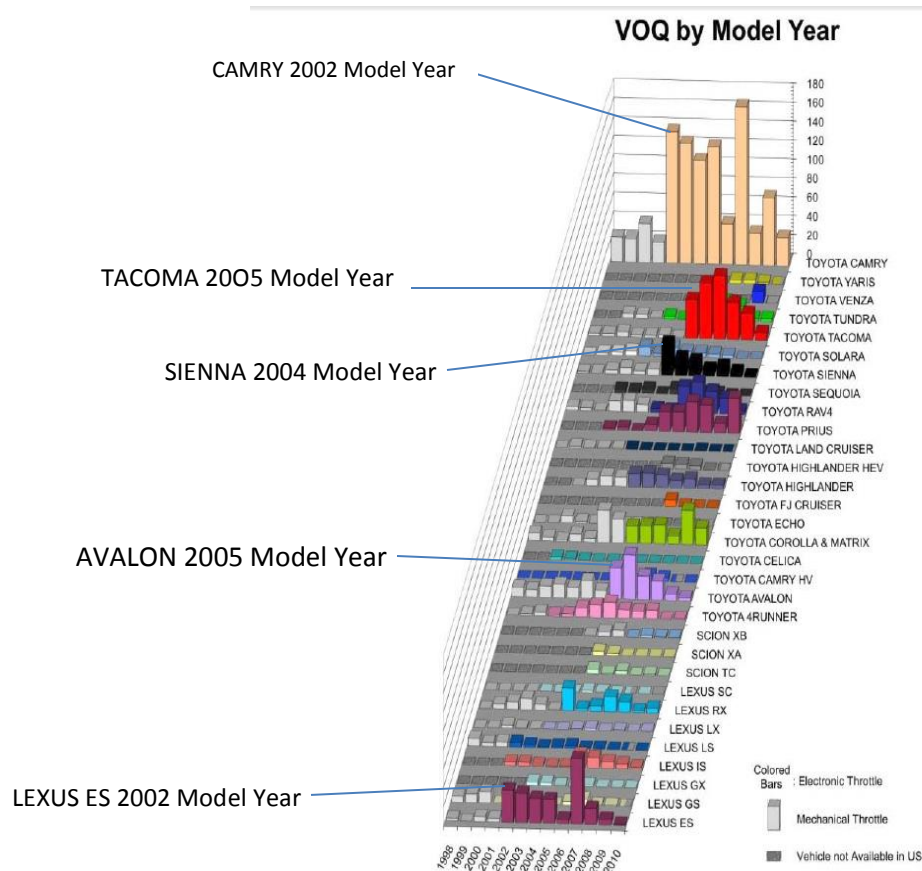 VOQ by Model Year
CAMRY 2002 Model Year
TACOMA 20O5 Model Year
SIENNA 2004 Model Year
AVALON 2005 Model Year
LEXUS ES 2002 Model Year
180
160
140
120
100
80
60
40
20
0
TOYOTA CAMRY
TOYOTA YARIS
TOYOTA VENZA
TOYOTA TUNDRA
TOYOTA TACOMA
TOYOTA SOLARA
TOYOTA SIENNA
TOYOTA SEQUOIA
TOYOTA RAV4
TOYOTA PRIUS
TOYOTA LAND CRUISER
TOYOTA HIGHLANDER HEV
TOYOTA HIGHLANDER
TOYOTA FJ CRUISER
TOYOTA ECHO
TOYOTA COROLLA & MATRIX
TOYOTA CELICA
TOYOTA CAMRY HV
TOYOTA AVALON
TOYOTA 4RUNNER
SCION XB
SCION XA
SCION TC
LEXUS SC
LEXUS RX
LEXUS LX
LEXUS LS
LEXUS IS
LEXUS GX
LEXUS GS
LEXUS ES
1998
1999
2000
2001
2002
2003
2004
2005
2006
2007
2008
2009
2010
Colored
Bars : Electronic Throttle
Mechanical Throttle
Vehicle not Available in US